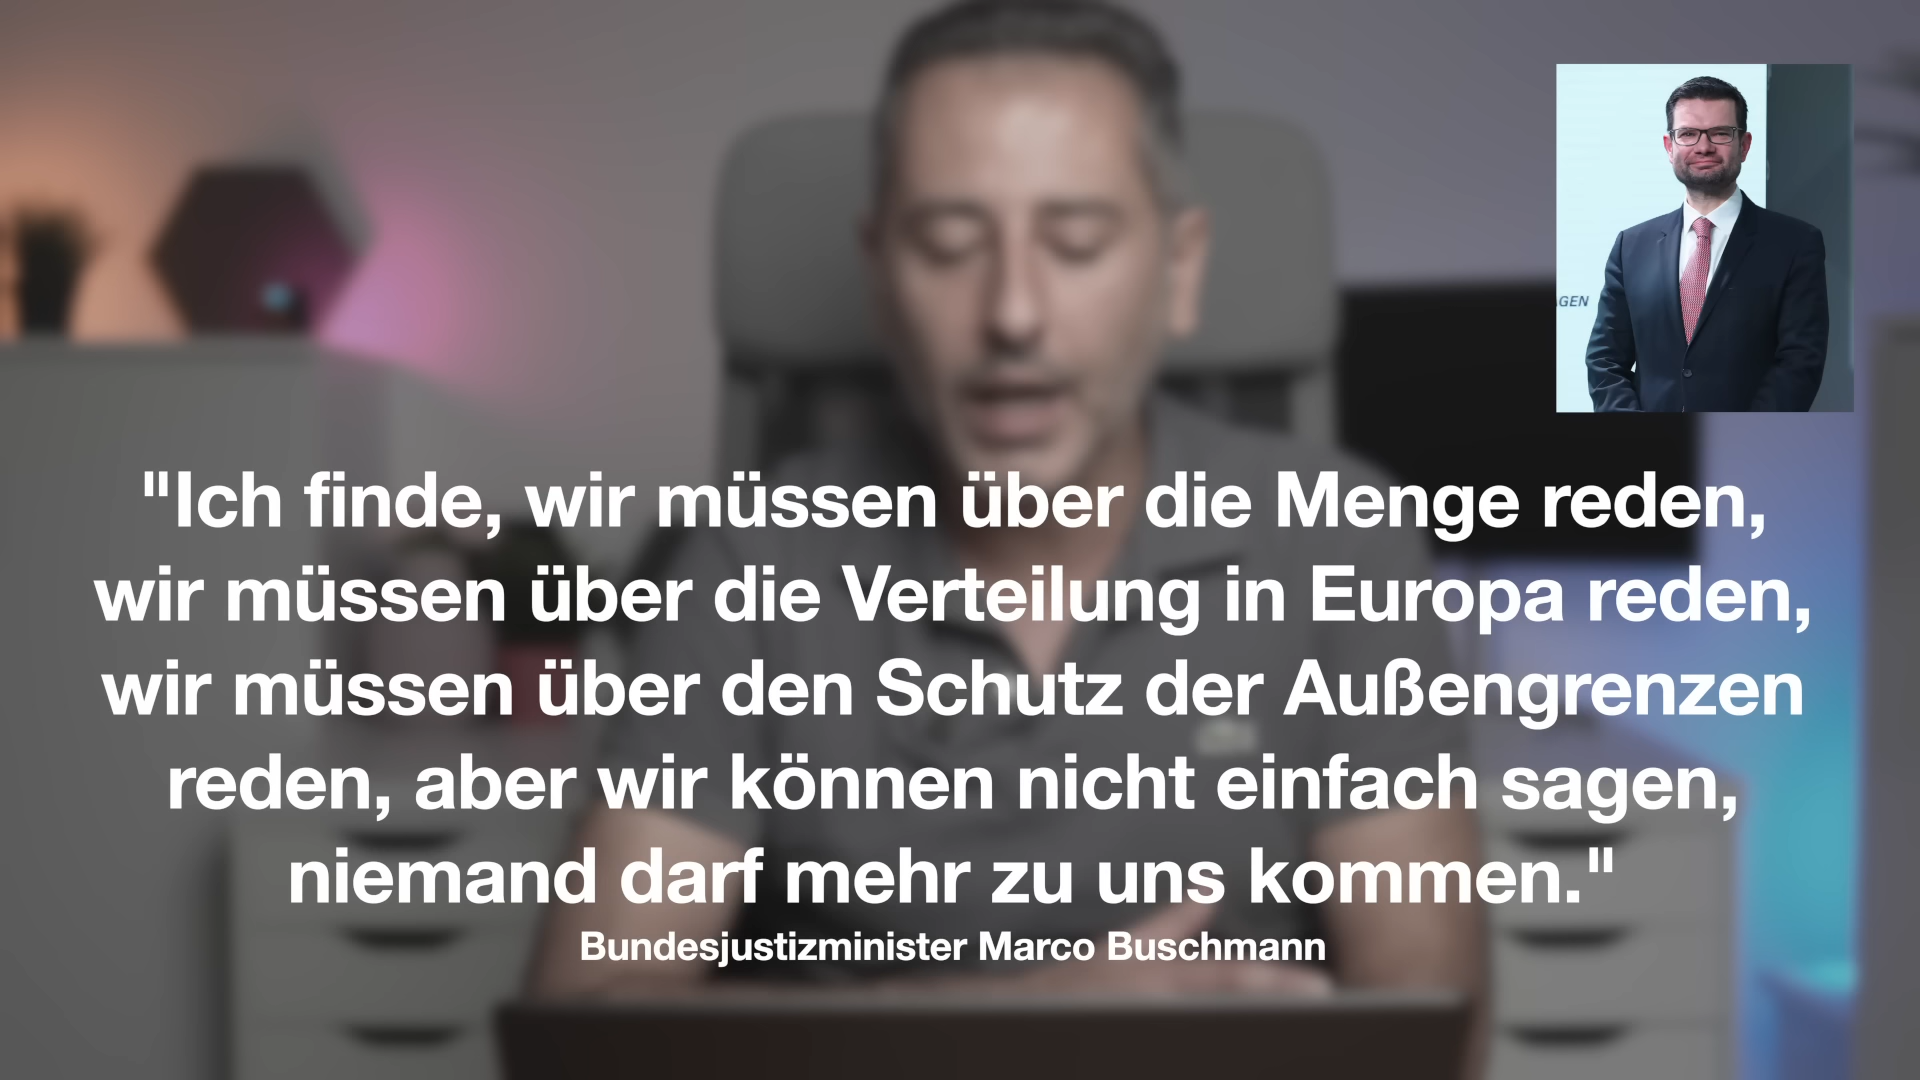 AGEN
"Ich finde, wir müssen über die Menge reden,
wir müssen über die Verteilung in Europa reden,
wir müssen über den Schutz der Außengrenzen
reden, aber wir können nicht einfach sagen,
niemand darf mehr zu uns kommen."
Bundesjustizminister Marco Buschmann